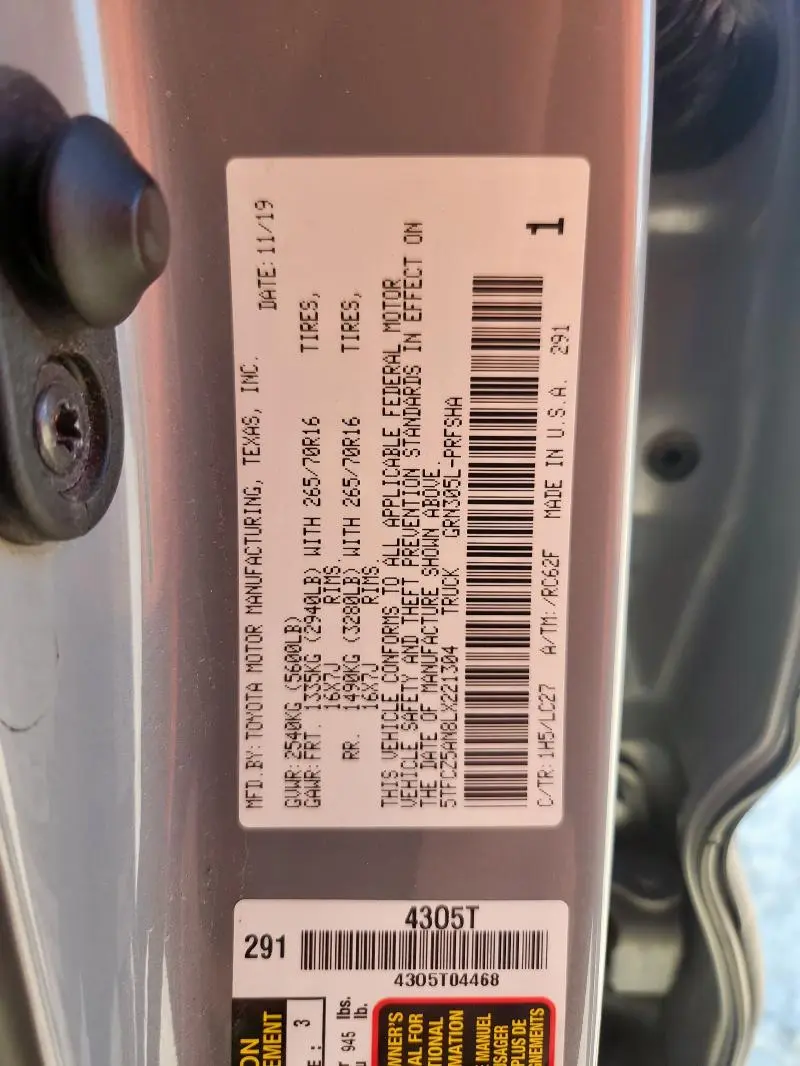 MFD.BY: TOYOTA MOTOR MANUFACTURING, TEXAS, INC.
DATE: 11/19
GVWR: 2540KG (5600LB)
GAWR: FRT. 1335KG (2940LB) WITH 265/70R16 TIRES,
16X7J RIMS.
RR. 1490KG (3280LB) WITH 265/70R16 TIRES,
16X7J RIMS.
THIS VEHICLE CONFORMS TO ALL APPLICABLE FEDERAL MOTOR
VEHICLE SAFETY AND THEFT PREVENTION STANDARDS IN EFFECT ON
THE DATE OF MANUFACTURE SHOWN ABOVE.
5TFCZ5AN8LX221304 TRUCK GRN305L-PRFSHA
1
C/TR: 1H5/LC27 A/TM: /RC62F MADE IN U.S.A. 291
4305T
291
4305T04468
3
945 lbs.
lb.